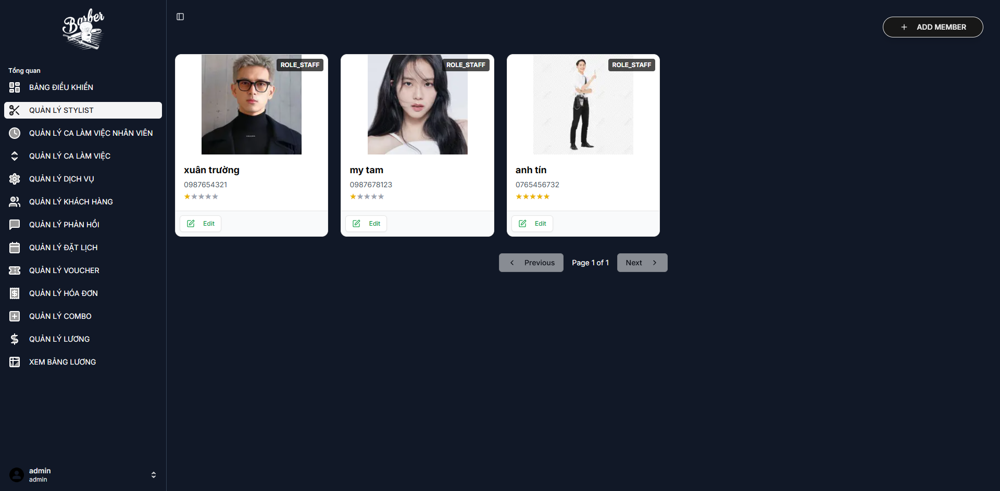 Barber
ADD MEMBER
Tổng quan
BẢNG ĐIỀU KHIỂN
QUẢN LÝ STYLIST
QUẢN LÝ CA LÀM VIỆC NHÂN VIÊN
QUẢN LÝ CA LÀM VIỆC
QUẢN LÝ DỊCH VỤ
QUẢN LÝ KHÁCH HÀNG
QUẢN LÝ PHẢN HỒI
QUẢN LÝ ĐẶT LỊCH
QUẢN LÝ VOUCHER
QUẢN LÝ HÓA ĐƠN
QUẢN LÝ COMBO
QUẢN LÝ LƯƠNG
XEM BẢNG LƯƠNG
admin
admin
ROLE_STAFF
xuân trường
0987654321
Edit
ROLE_STAFF
my tam
0987678123
Edit
ROLE_STAFF
anh tín
0765456732
Edit
Previous
Page 1 of 1
Next